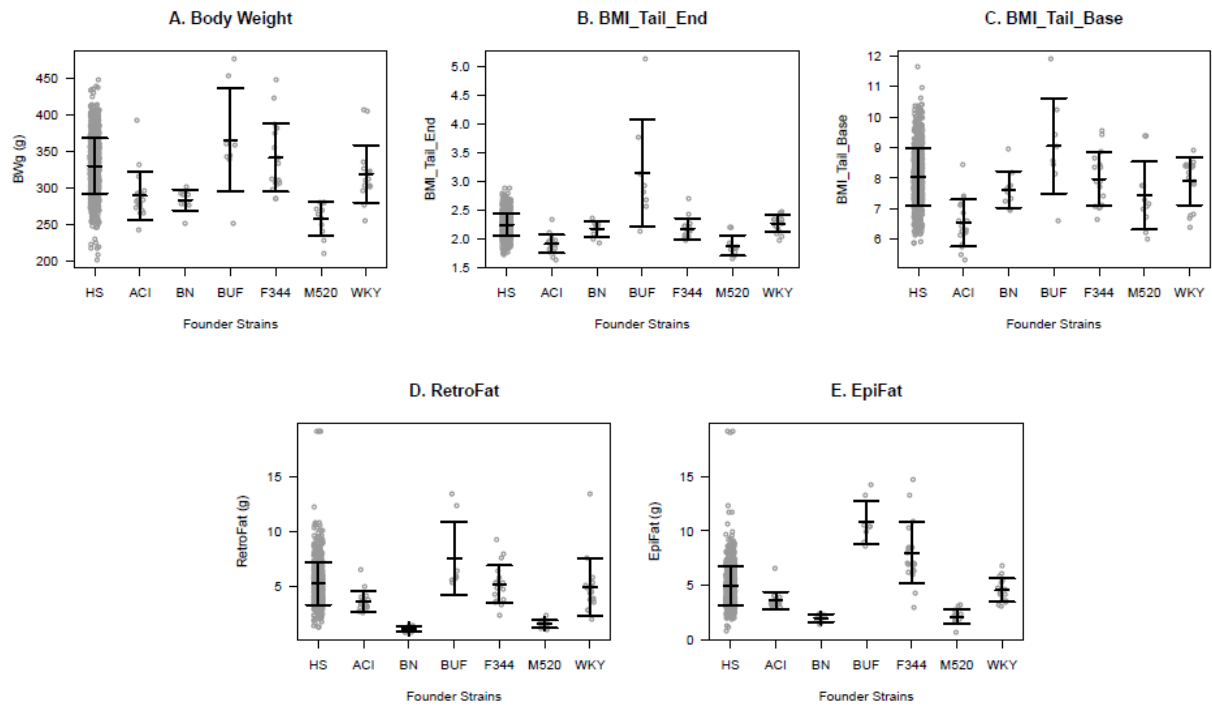 A. Body Weight
BWg (g)
450
400
350
300
250
200
HS ACI BN BUF F344 M520 WKY
Founder Strains
B. BMI_Tail_End
BMI_Tail_End
5.0
4.5
4.0
3.5
3.0
2.5
2.0
1.5
HS ACI BN BUF F344 M520 WKY
Founder Strains
C. BMI_Tail_Base
BMI_Tail_Base
12
11
10
9
8
7
6
HS ACI BN BUF F344 M520 WKY
Founder Strains
D. RetroFat
RetroFat (g)
15
10
5
HS ACI BN BUF F344 M520 WKY
Founder Strains
E. EpiFat
EpiFat (g)
15
10
5
0
HS ACI BN BUF F344 M520 WKY
Founder Strains